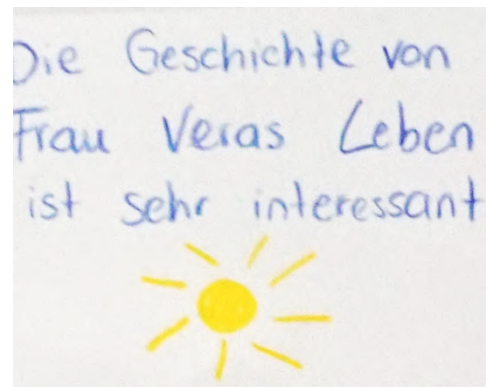 Die Geschichte von
Frau Veras Leben
ist sehr interessant